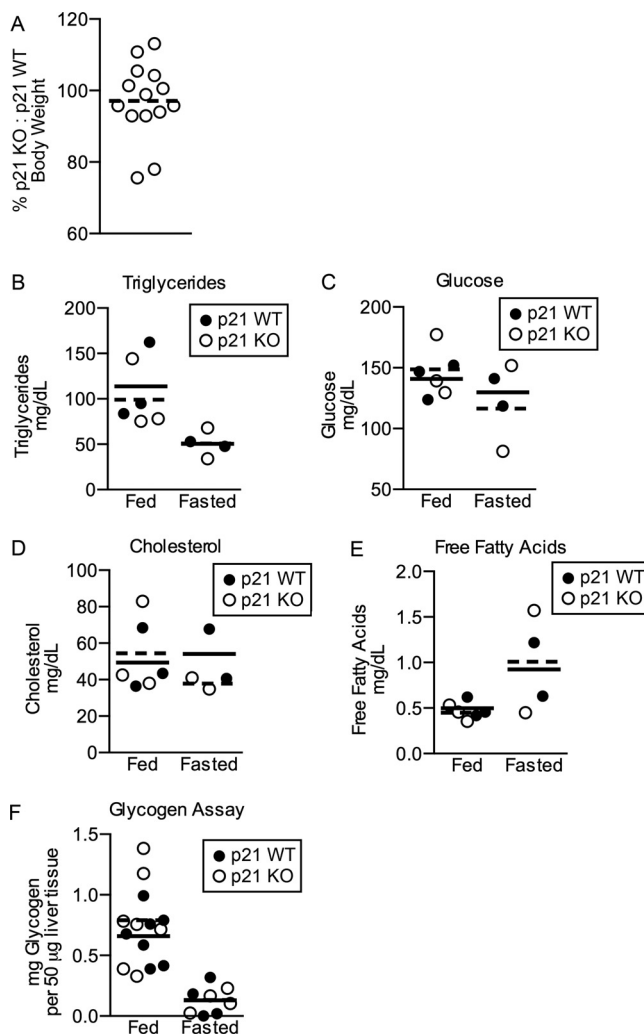 A
% p21 KO : p21 WT
Body Weight
120
100
80
60
B
Triglycerides
p21 WT
p21 KO
Triglycerides
mg/dL
200
150
100
50
0
Fed
Fasted
C
Glucose
p21 WT
p21 KO
Glucose
mg/dL
200
150
100
50
Fed
Fasted
D
Cholesterol
p21 WT
p21 KO
Cholesterol
mg/dL
100
80
60
40
20
0
Fed
Fasted
E
Free Fatty Acids
p21 WT
p21 KO
Free Fatty Acids
mg/dL
2.0
1.5
1.0
0.5
0.0
Fed
Fasted
F
Glycogen Assay
p21 WT
p21 KO
mg Glycogen
per 50 µg liver tissue
1.5
1.0
0.5
0.0
Fed
Fasted